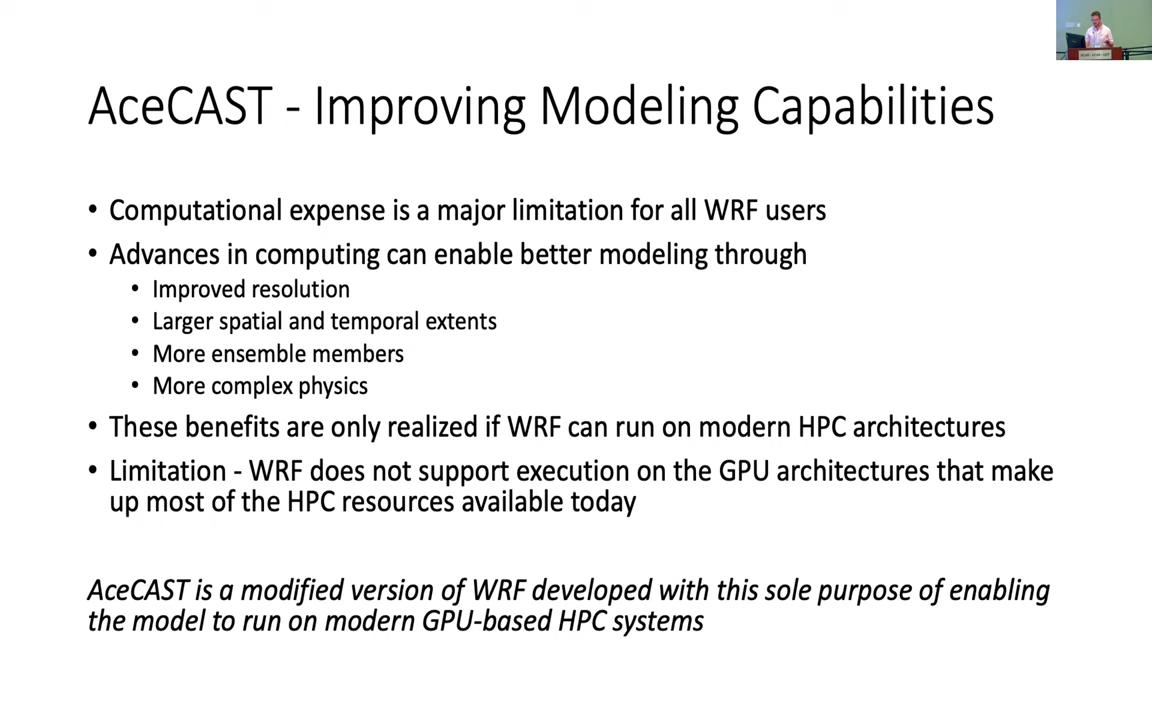 AceCAST - Improving Modeling Capabilities
• Computational expense is a major limitation for all WRF users
• Advances in computing can enable better modeling through
• Improved resolution
• Larger spatial and temporal extents
• More ensemble members
• More complex physics
• These benefits are only realized if WRF can run on modern HPC architectures
• Limitation - WRF does not support execution on the GPU architectures that make
up most of the HPC resources available today
AceCAST is a modified version of WRF developed with this sole purpose of enabling
the model to run on modern GPU-based HPC systems